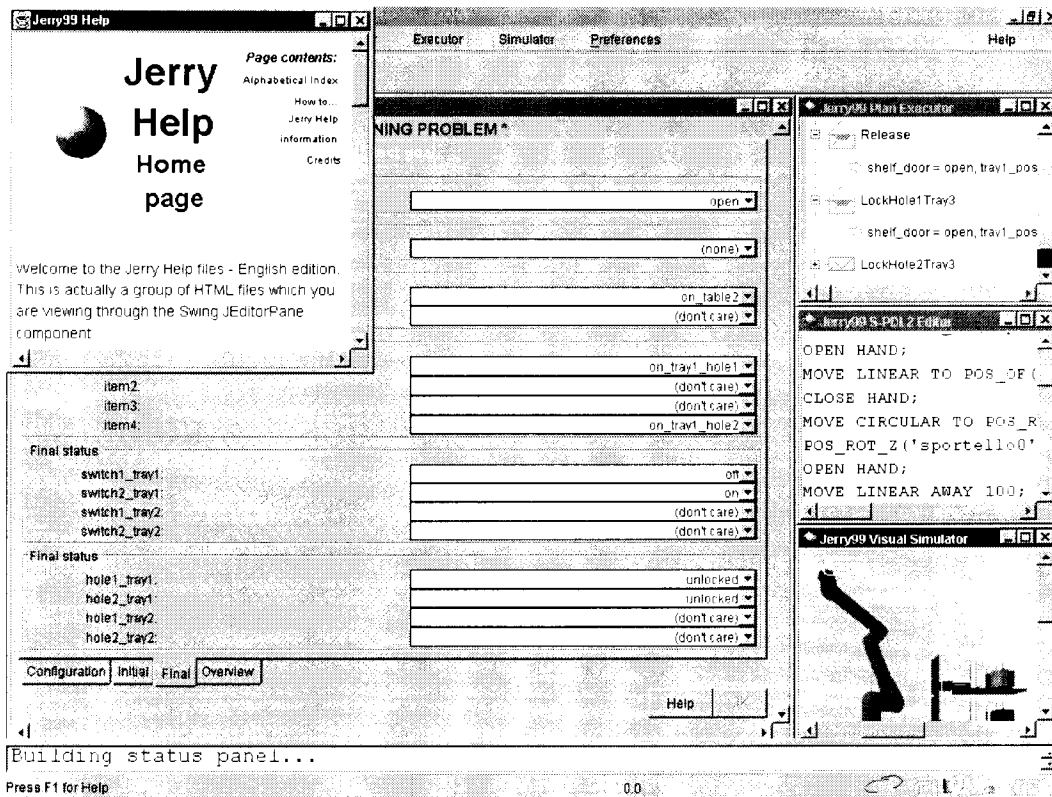 Jerry99 Help
Page contents:
Alphabetical Index
How to...
Jerry Help
information
Credits
Jerry
Help
Home
page
Welcome to the Jerry Help files - English edition.
This is actually a group of HTML files which you
are viewing through the Swing JEditorPane
component
Executor Simulator Preferences Help
NING PROBLEM *
open
(none)
on_table2
(don't care)
on_tray1_hole1
item2: (don't care)
item3: (don't care)
item4: on_tray1_hole2
Final status
switch1_tray1: off
switch2_tray1: on
switch1_tray2: (don't care)
switch2_tray2: (don't care)
Final status
hole1_tray1: unlocked
hole2_tray1: unlocked
hole1_tray2: (don't care)
hole2_tray2: (don't care)
Configuration Initial Final Overview
Help OK
Jerry99 Plan Executor
Release
shelf_door = open, tray1_pos
LockHole1Tray3
shelf_door = open, tray1_pos
LockHole2Tray3
Jerry99 S-PDL2 Editor
OPEN HAND;
MOVE LINEAR TO POS_OF(
CLOSE HAND;
MOVE CIRCULAR TO POS_R
POS_ROT_Z('sportello0'
OPEN HAND;
MOVE LINEAR AWAY 100;
Jerry99 Visual Simulator
Building status panel...
Press F1 for Help 0.0